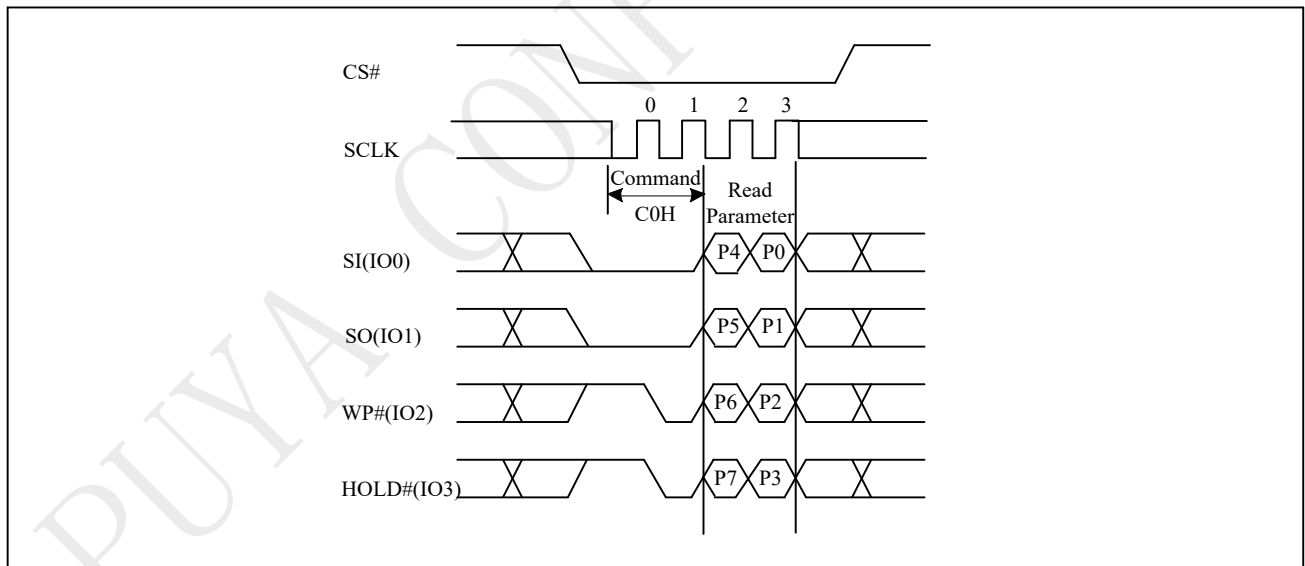 PUYA CONF
CS#
0 1 2 3
SCLK
Command
C0H
Read
Parameter
SI(IO0)
P4 P0
SO(IO1)
P5 P1
WP#(IO2)
P6 P2
HOLD#(IO3)
P7 P3